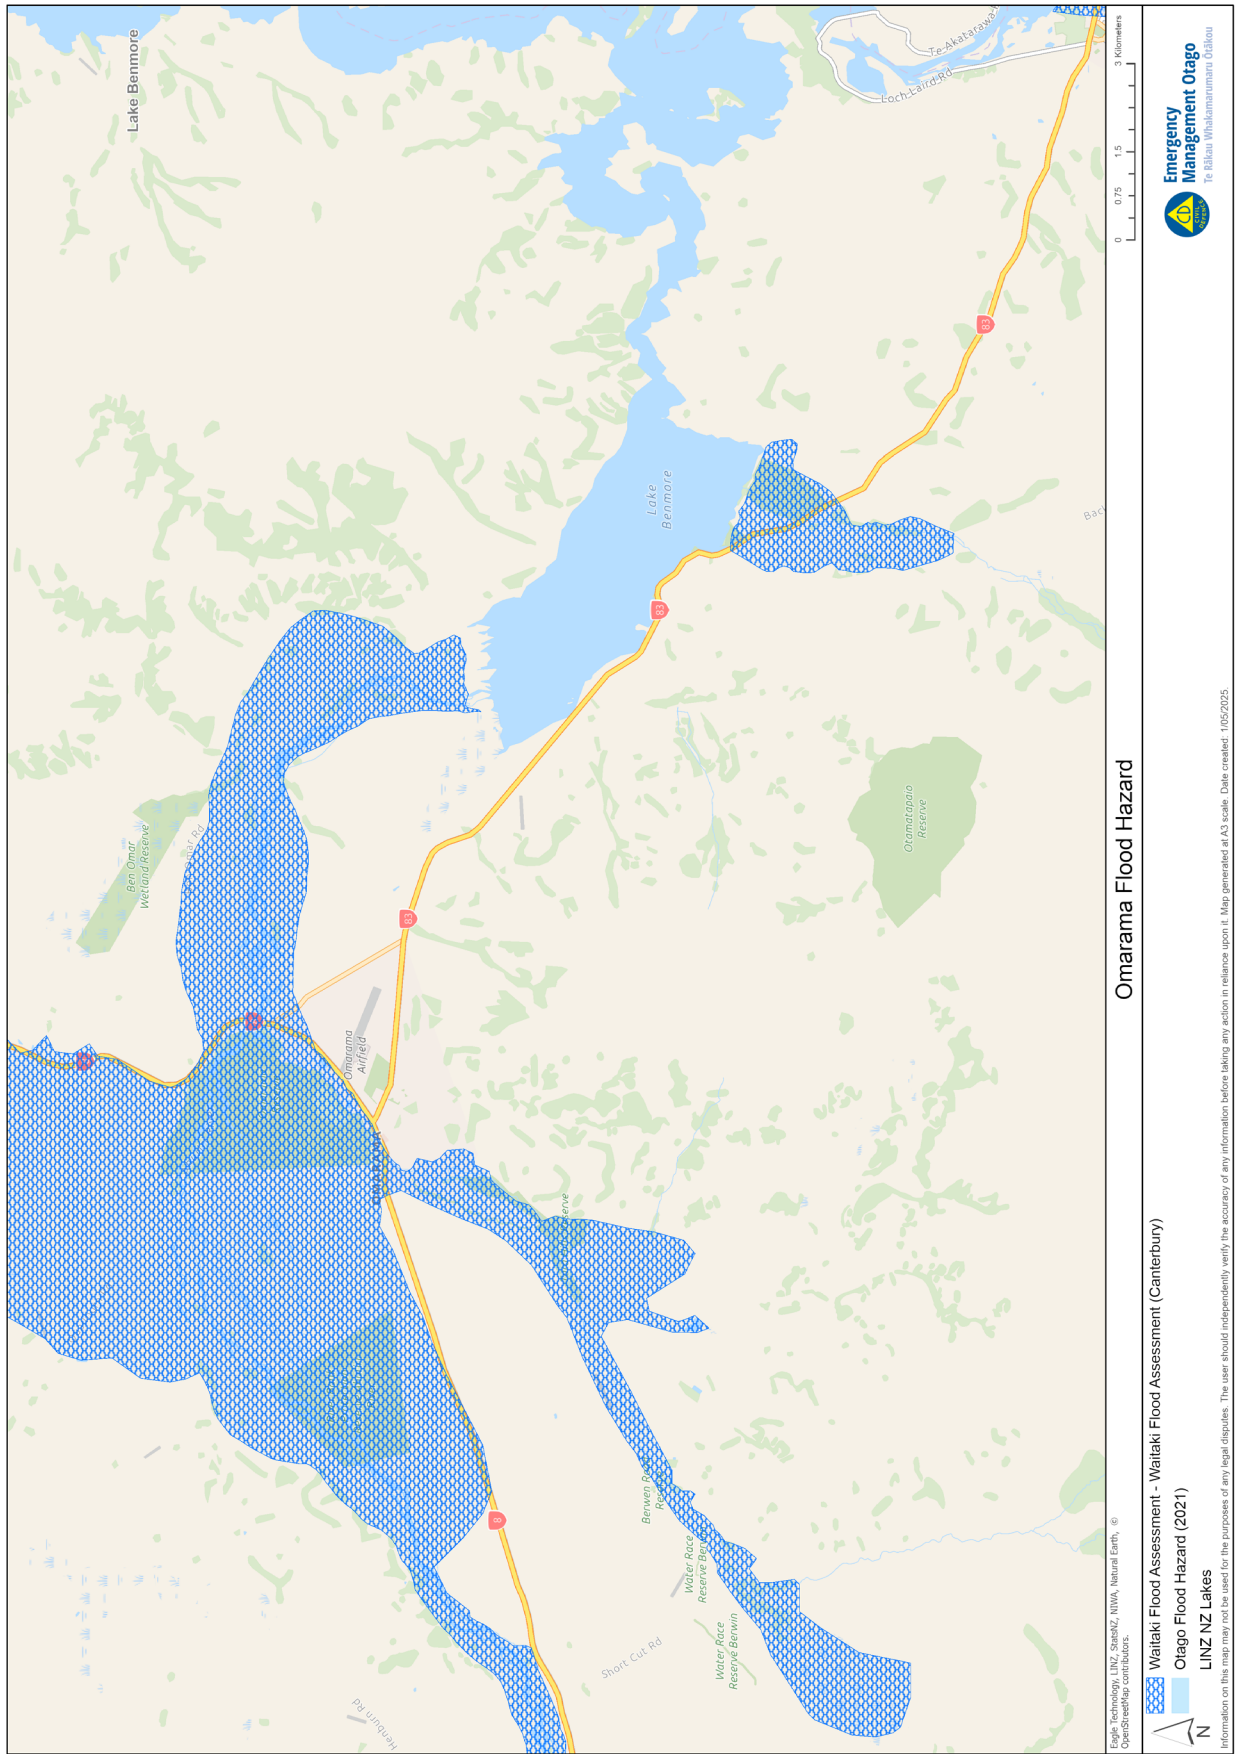 Lake Benmore
Te Akatarawa
Loch Laird Rd
83
Lake
Benmore
83
Back
Ben Omar
Wetland Reserve
Omarama
Airfield
83
OMARAMA
Otamatapaio
Reserve
Berwen
8
Water Race
Water Race
Reserve Berwin
Short Cut Rd
Henburn Rd
0 0.75 1.5 3 Kilometers
Eagle Technology, LINZ, StatsNZ, NIWA, Natural Earth, ©
OpenStreetMap contributors.
Omarama Flood Hazard
Waitaki Flood Assessment - Waitaki Flood Assessment (Canterbury)
Otago Flood Hazard (2021)
LINZ NZ Lakes
N
CD
CIVIL
DEFENCE
Emergency
Management Otago
Te Rākau Whakamarumaru Ōtākou
Information on this map may not be used for the purposes of any legal disputes. The user should independently verify the accuracy of any information before taking any action in reliance upon it. Map generated at A3 scale. Date created: 1/05/2025.